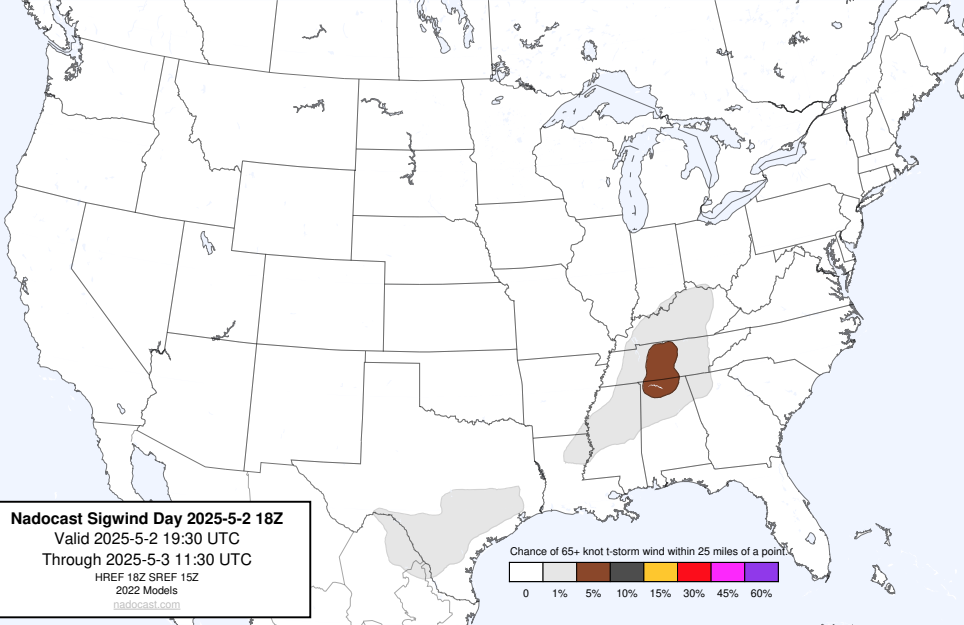 Nadocast Sigwind Day 2025-5-2 18Z
Valid 2025-5-2 19:30 UTC
Through 2025-5-3 11:30 UTC
HREF 18Z SREF 15Z
2022 Models
nadocast.com
Chance of 65+ knot t-storm wind within 25 miles of a point.
0 1% 5% 10% 15% 30% 45% 60%